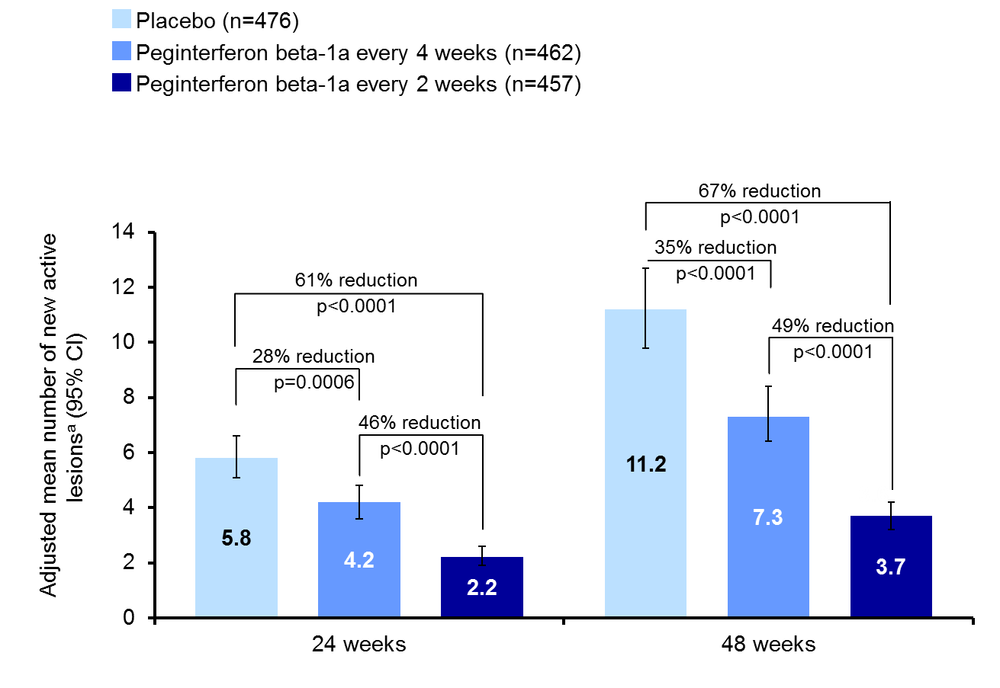 Placebo (n=476)
Peginterferon beta-1a every 4 weeks (n=462)
Peginterferon beta-1a every 2 weeks (n=457)
Adjusted mean number of new active
lesionsᵃ (95% CI)
14
12
10
8
6
4
2
0
61% reduction
p<0.0001
28% reduction
p=0.0006
46% reduction
p<0.0001
5.8
4.2
2.2
67% reduction
p<0.0001
35% reduction
p<0.0001
49% reduction
p<0.0001
11.2
7.3
3.7
24 weeks
48 weeks